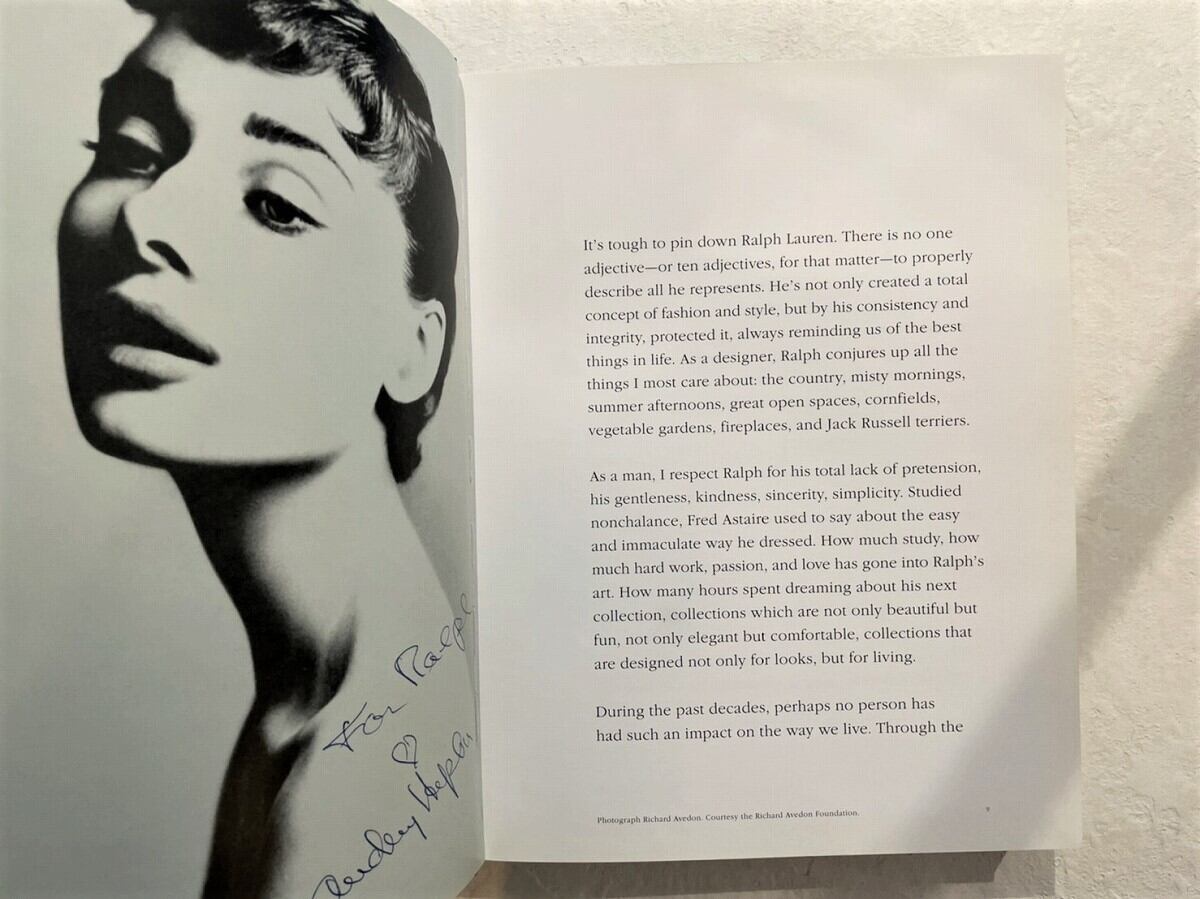 For Ralph
Audrey Hepbu
It's tough to pin down Ralph Lauren. There is no one
adjective—or ten adjectives, for that matter—to properly
describe all he represents. He's not only created a total
concept of fashion and style, but by his consistency and
integrity, protected it, always reminding us of the best
things in life. As a designer, Ralph conjures up all the
things I most care about: the country, misty mornings,
summer afternoons, great open spaces, cornfields,
vegetable gardens, fireplaces, and Jack Russell terriers.
As a man, I respect Ralph for his total lack of pretension,
his gentleness, kindness, sincerity, simplicity. Studied
nonchalance, Fred Astaire used to say about the easy
and immaculate way he dressed. How much study, how
much hard work, passion, and love has gone into Ralph's
art. How many hours spent dreaming about his next
collection, collections which are not only beautiful but
fun, not only elegant but comfortable, collections that
are designed not only for looks, but for living.
During the past decades, perhaps no person has
had such an impact on the way we live. Through the
Photograph Richard Avedon. Courtesy the Richard Avedon Foundation.
9